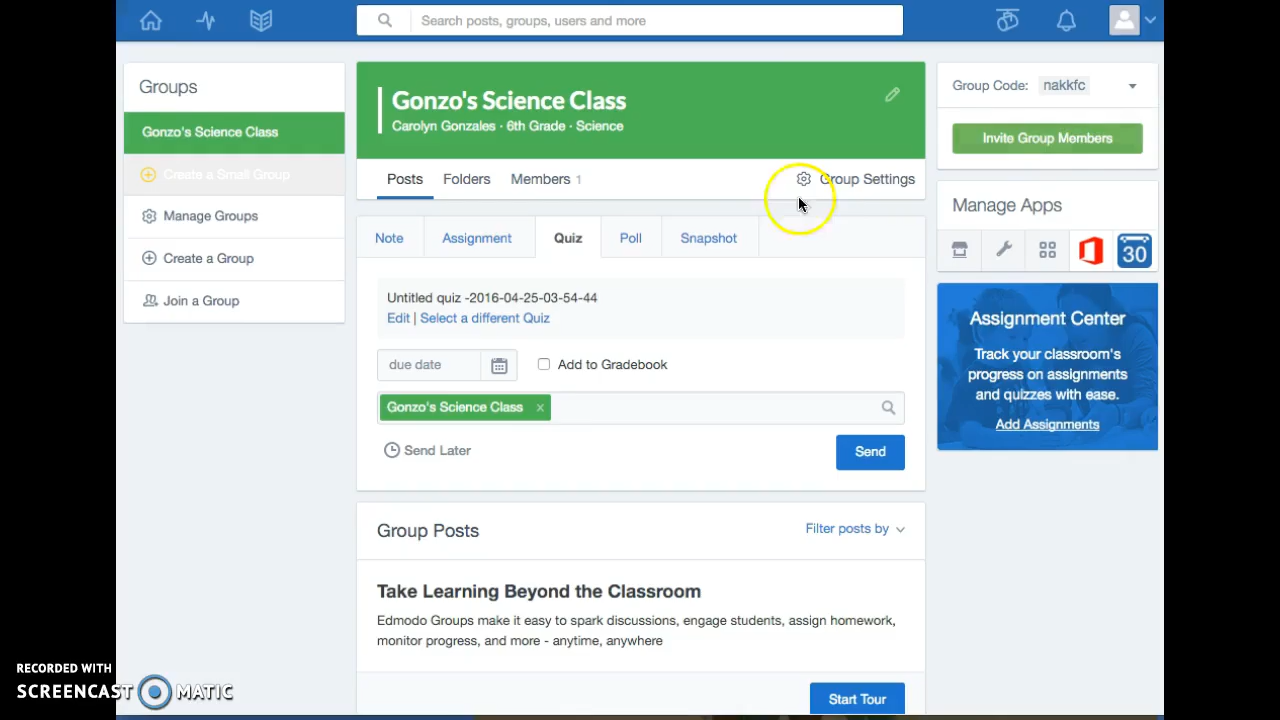 Search posts, groups, users and more
Groups
Gonzo's Science Class
Create a Small Group
Manage Groups
Create a Group
Join a Group
Gonzo's Science Class
Carolyn Gonzales · 6th Grade · Science
Posts Folders Members 1 Group Settings
Note Assignment Quiz Poll Snapshot
Untitled quiz -2016-04-25-03-54-44
Edit | Select a different Quiz
due date Add to Gradebook
Gonzo's Science Class x
Send Later Send
Group Posts Filter posts by
Take Learning Beyond the Classroom
Edmodo Groups make it easy to spark discussions, engage students, assign homework,
monitor progress, and more - anytime, anywhere
Start Tour
Group Code: nakkfc
Invite Group Members
Manage Apps
30
Assignment Center
Track your classroom's
progress on assignments
and quizzes with ease.
Add Assignments
RECORDED WITH
SCREENCAST MATIC